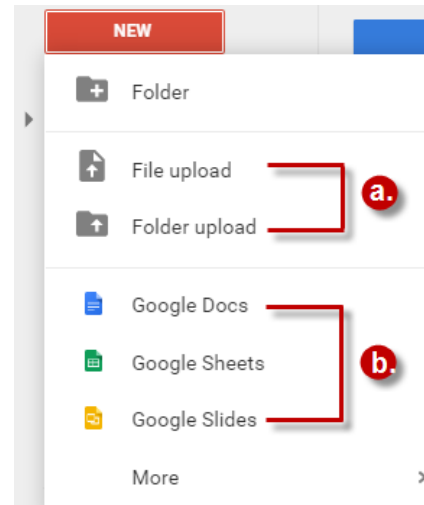 NEW
Folder
File upload
a.
Folder upload
Google Docs
Google Sheets
b.
Google Slides
More